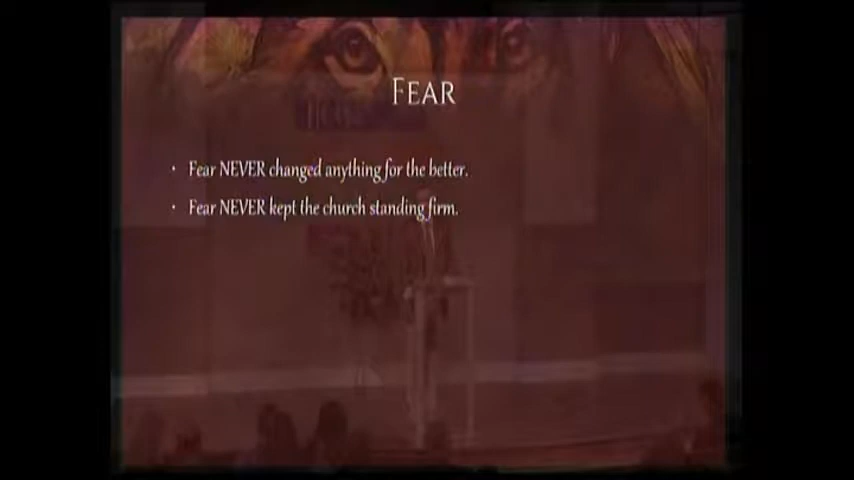 FEAR
• Fear NEVER changed anything for the better.
• Fear NEVER kept the church standing firm.